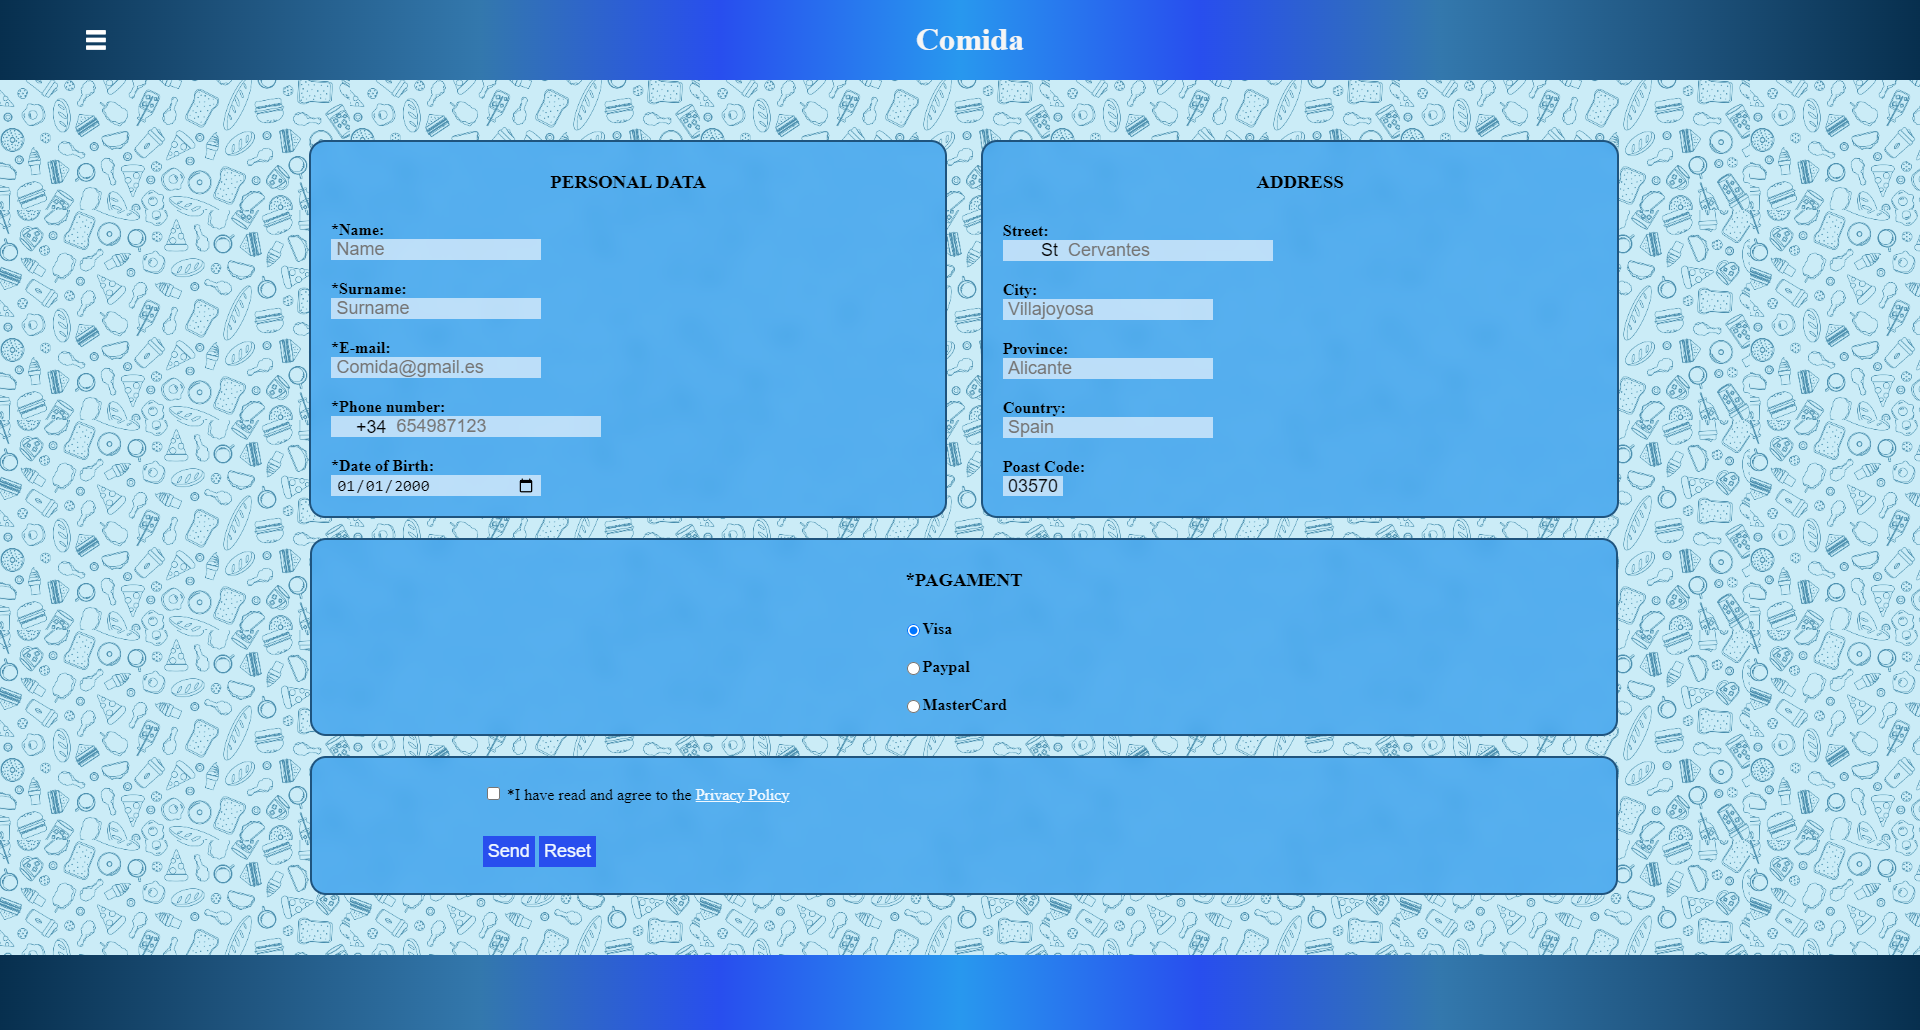 Comida
PERSONAL DATA
*Name:
Name
*Surname:
Surname
*E-mail:
Comida@gmail.es
*Phone number:
+34 654987123
*Date of Birth:
01/01/2000
ADDRESS
Street:
St Cervantes
City:
Villajoyosa
Province:
Alicante
Country:
Spain
Poast Code:
03570
*PAGAMENT
Visa
Paypal
MasterCard
*I have read and agree to the Privacy Policy
Send Reset